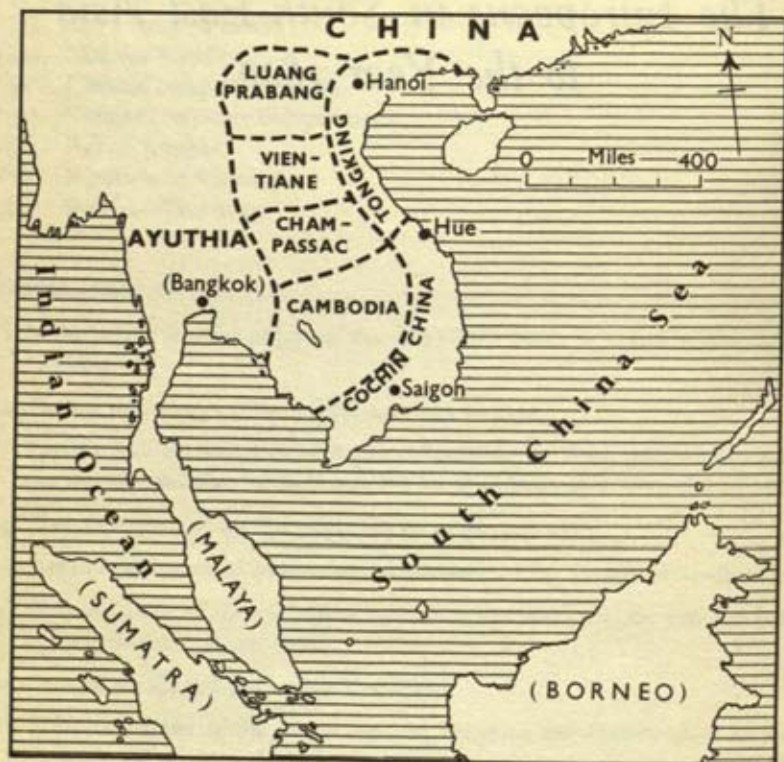 CHINA
N
LUANG
PRABANG
Hanoi
0 Miles 400
VIEN-
TIANE
TONGKING
CHAM-
PASSAC
Hue
AYUTHIA
(Bangkok)
CAMBODIA
COCHIN CHINA
Saigon
Indian Ocean
South China Sea
(MALAYA)
(SUMATRA)
(BORNEO)